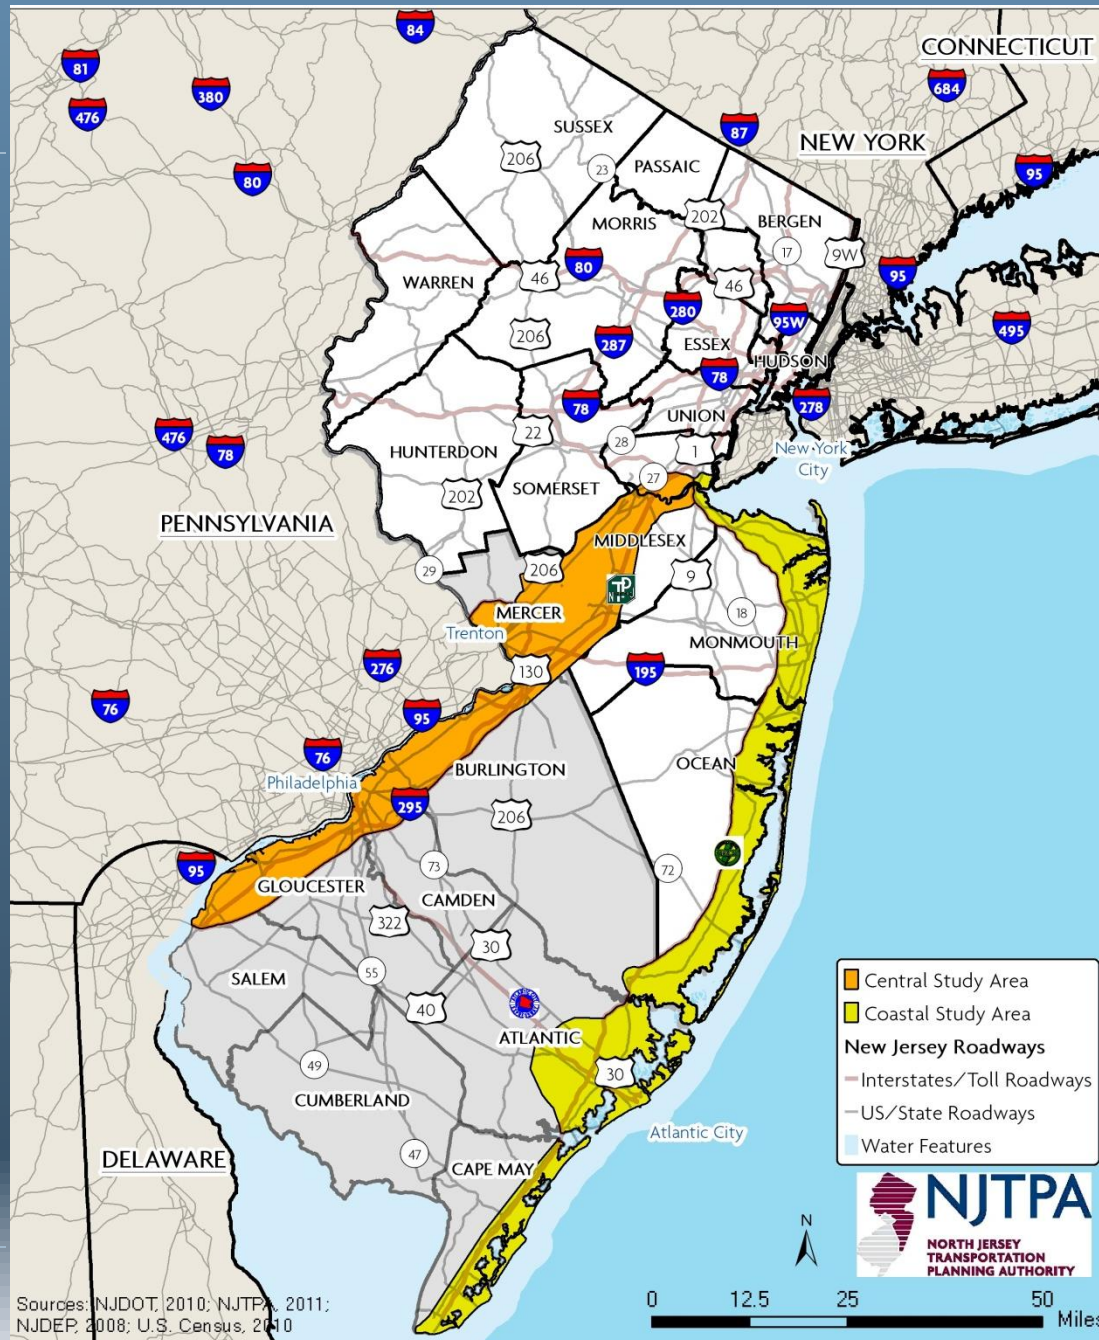 84
CONNECTICUT
81
380
684
476
87
SUSSEX
NEW YORK
206
23
PASSAIC
95
80
202
BERGEN
MORRIS
17
9W
80
46
95
WARREN
46
280
95W
495
206
287
ESSEX
HUDSON
78
78
278
UNION
476
22
28
1
78
HUNTERDON
New York
City
27
SOMERSET
202
PENNSYLVANIA
MIDDLESEX
29
206
9
TP
N J
MERCER
18
Trenton
MONMOUTH
276
130
195
76
95
76
OCEAN
BURLINGTON
Philadelphia
295
206
95
73
72
GLOUCESTER
CAMDEN
322
30
SALEM
55
40
ATLANTIC
49
30
CUMBERLAND
Atlantic City
47
DELAWARE
CAPE MAY
Central Study Area
Coastal Study Area
New Jersey Roadways
Interstates/Toll Roadways
US/State Roadways
Water Features
NJTPA
NORTH JERSEY
TRANSPORTATION
PLANNING AUTHORITY
N
0 12.5 25 50
Miles
Sources: NJDOT, 2010; NJTPA, 2011;
NJDEP, 2008; U.S. Census, 2010